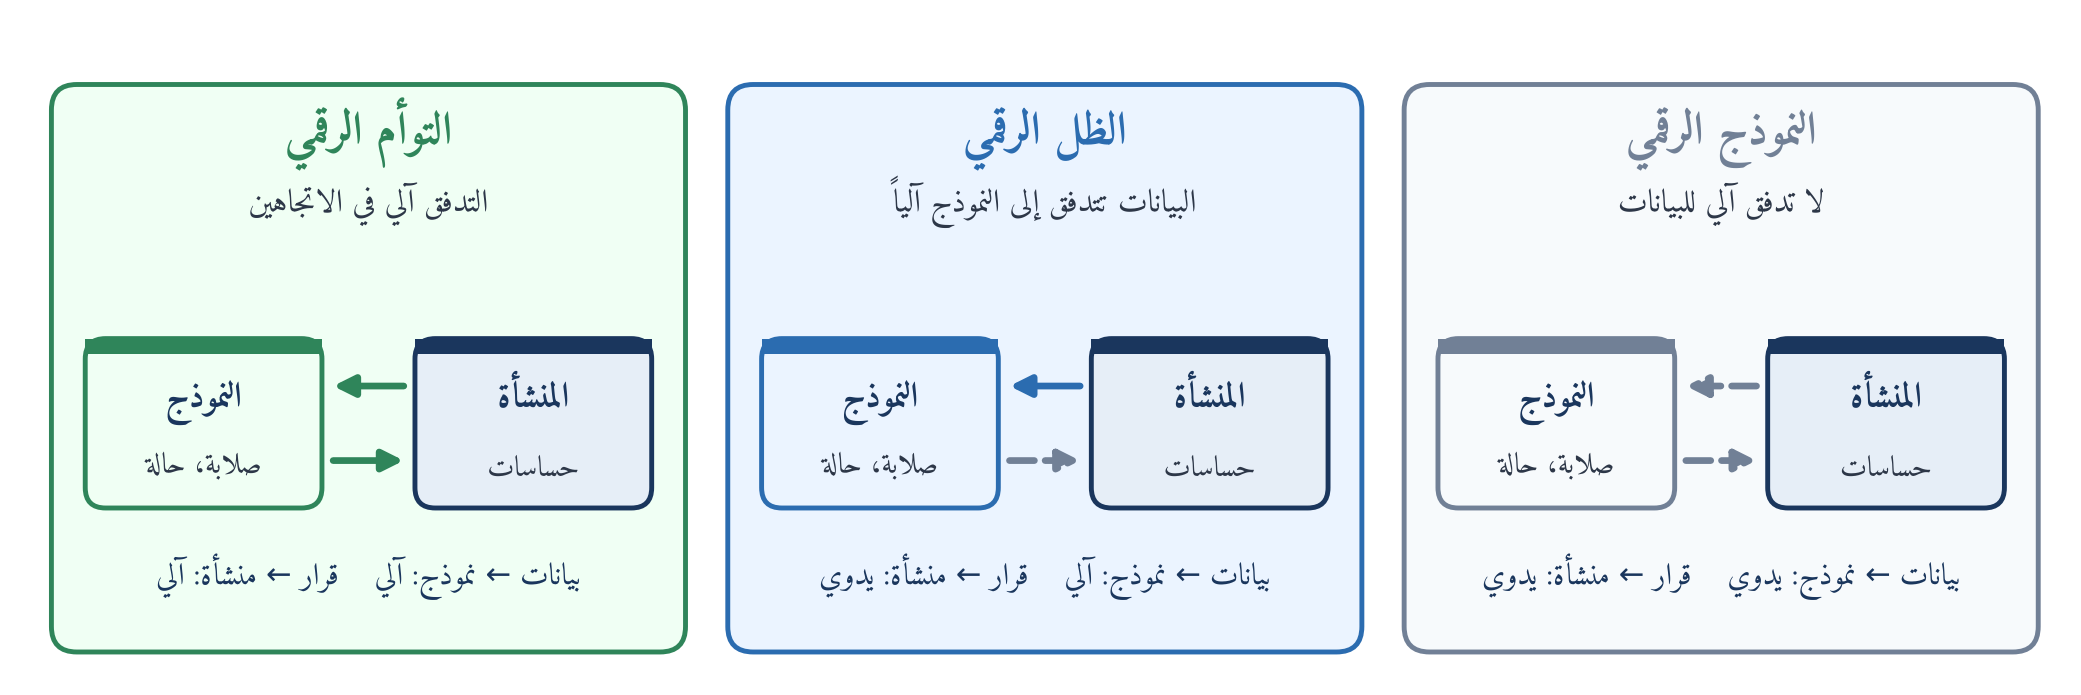 النموذج الرقمي
لا تدفق آلي للبيانات
المنشأة
حساسات
النموذج
صلابة، حالة
بيانات ← نموذج: يدوي قرار ← منشأة: يدوي
الظل الرقمي
البيانات تتدفق إلى النموذج آلياً
المنشأة
حساسات
النموذج
صلابة، حالة
بيانات ← نموذج: آلي قرار ← منشأة: يدوي
التوأم الرقمي
التدفق آلي في الاتجاهين
المنشأة
حساسات
النموذج
صلابة، حالة
بيانات ← نموذج: آلي قرار ← منشأة: آلي